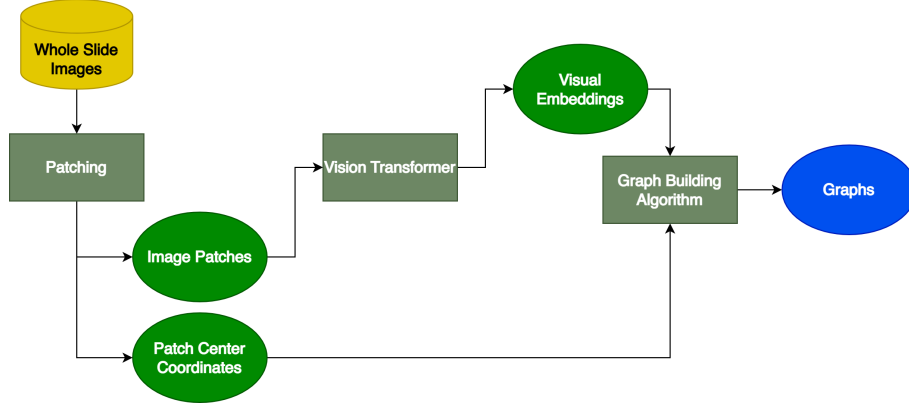 Whole Slide
Images
Patching
Image Patches
Patch Center
Coordinates
Vision Transformer
Visual
Embeddings
Graph Building
Algorithm
Graphs